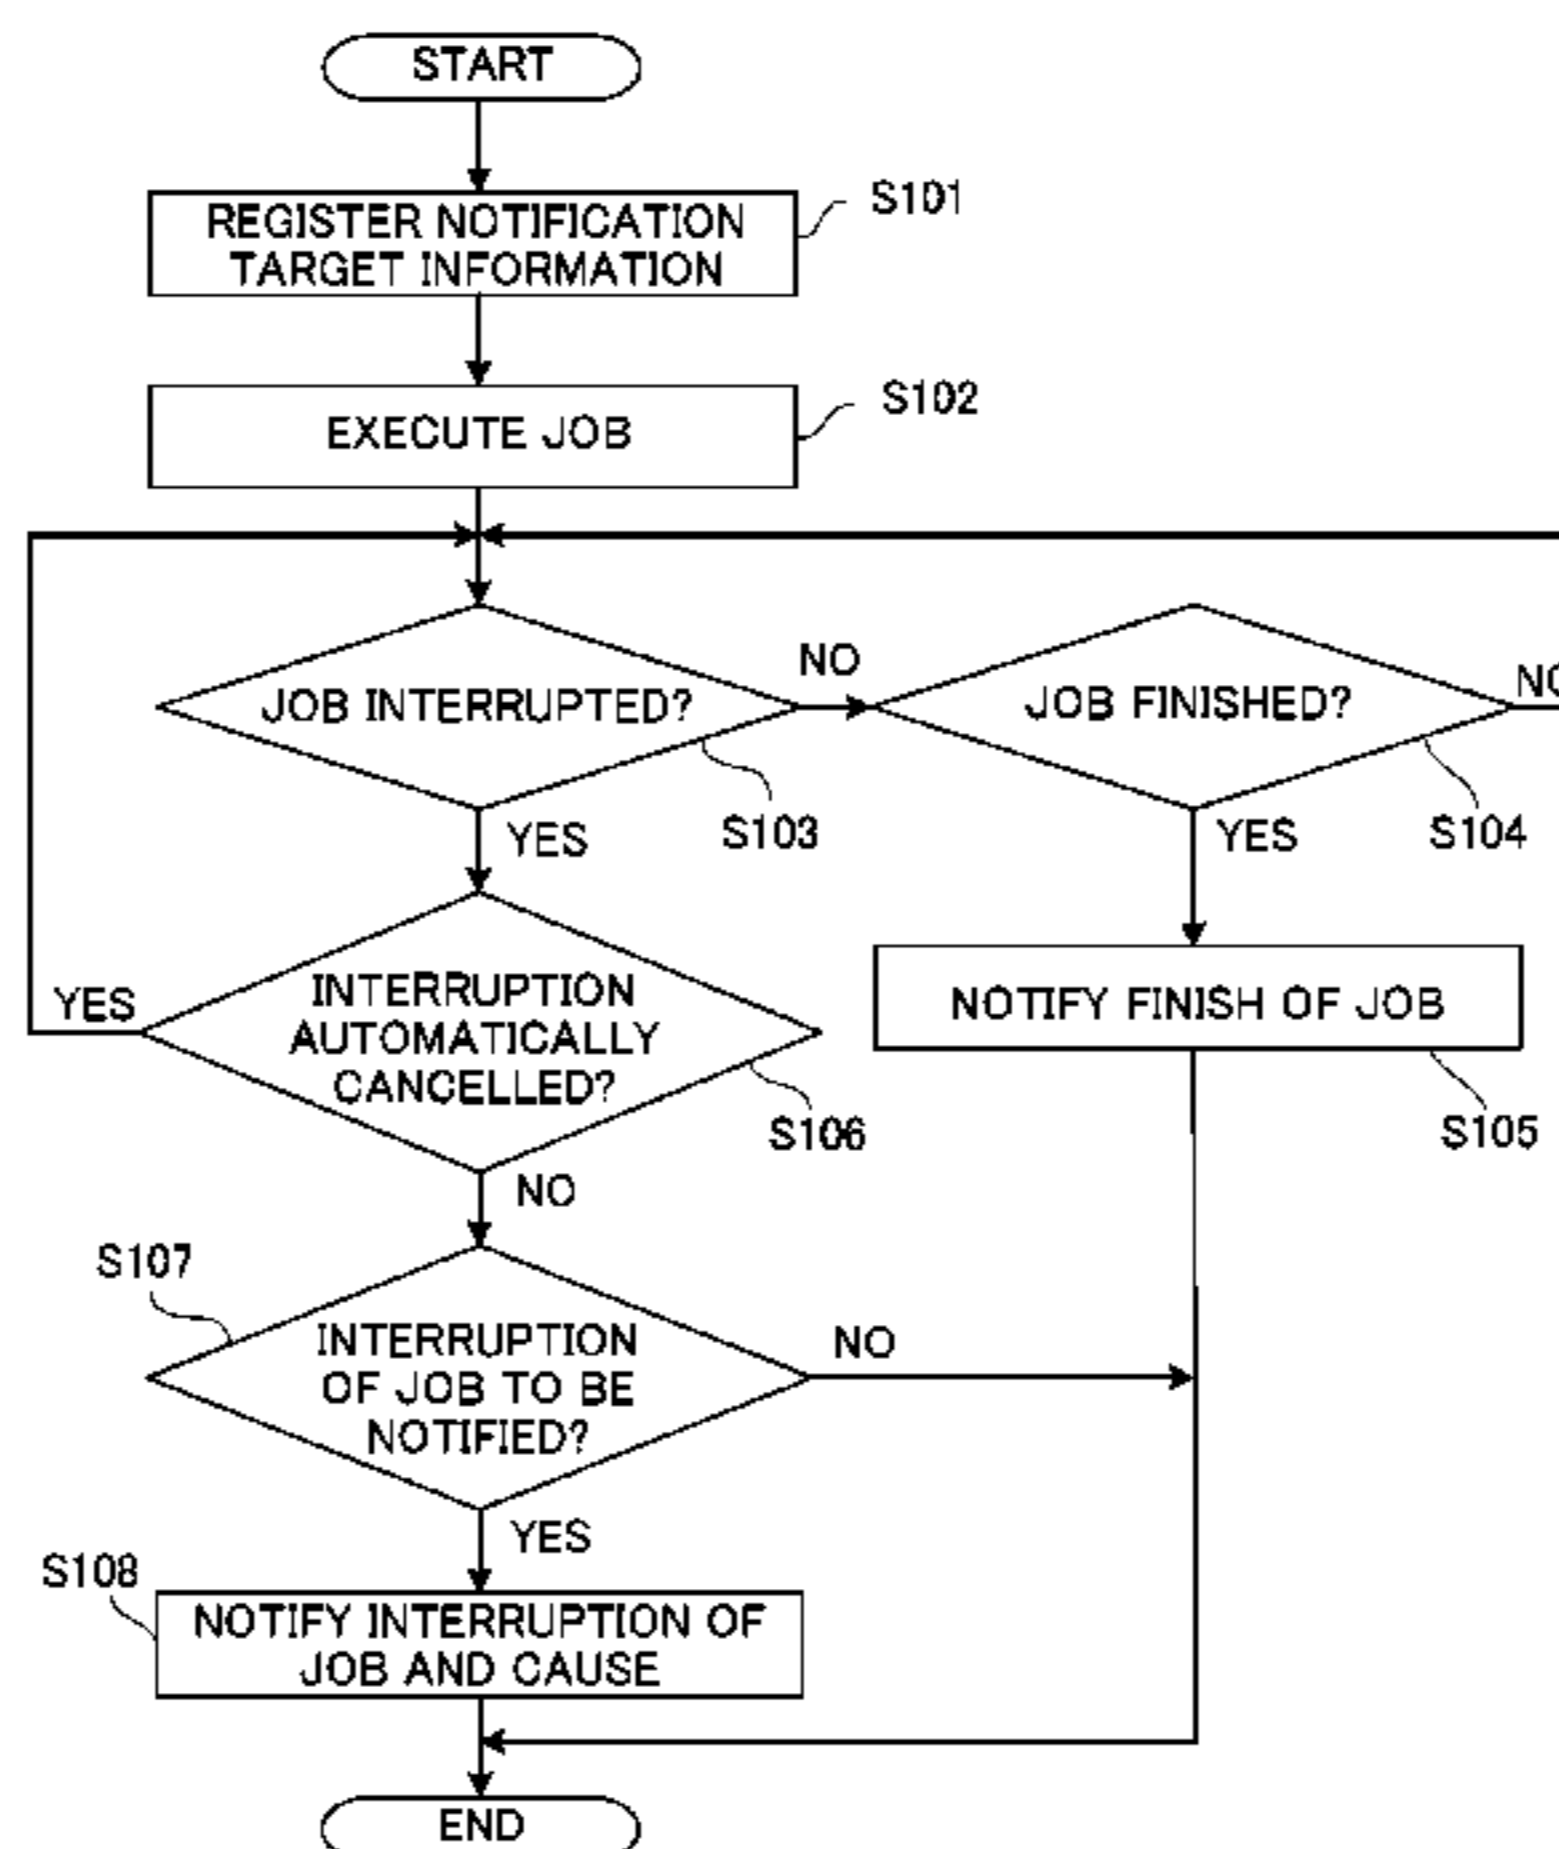 START
S101
REGISTER NOTIFICATION
TARGET INFORMATION
S102
EXECUTE JOB
NO
JOB INTERRUPTED?
JOB FINISHED?
NO
S103
S104
YES
YES
INTERRUPTION
AUTOMATICALLY
CANCELLED?
YES
NOTIFY FINISH OF JOB
S106
S105
NO
S107
INTERRUPTION
OF JOB TO BE
NOTIFIED?
NO
YES
S108
NOTIFY INTERRUPTION OF
JOB AND CAUSE
END